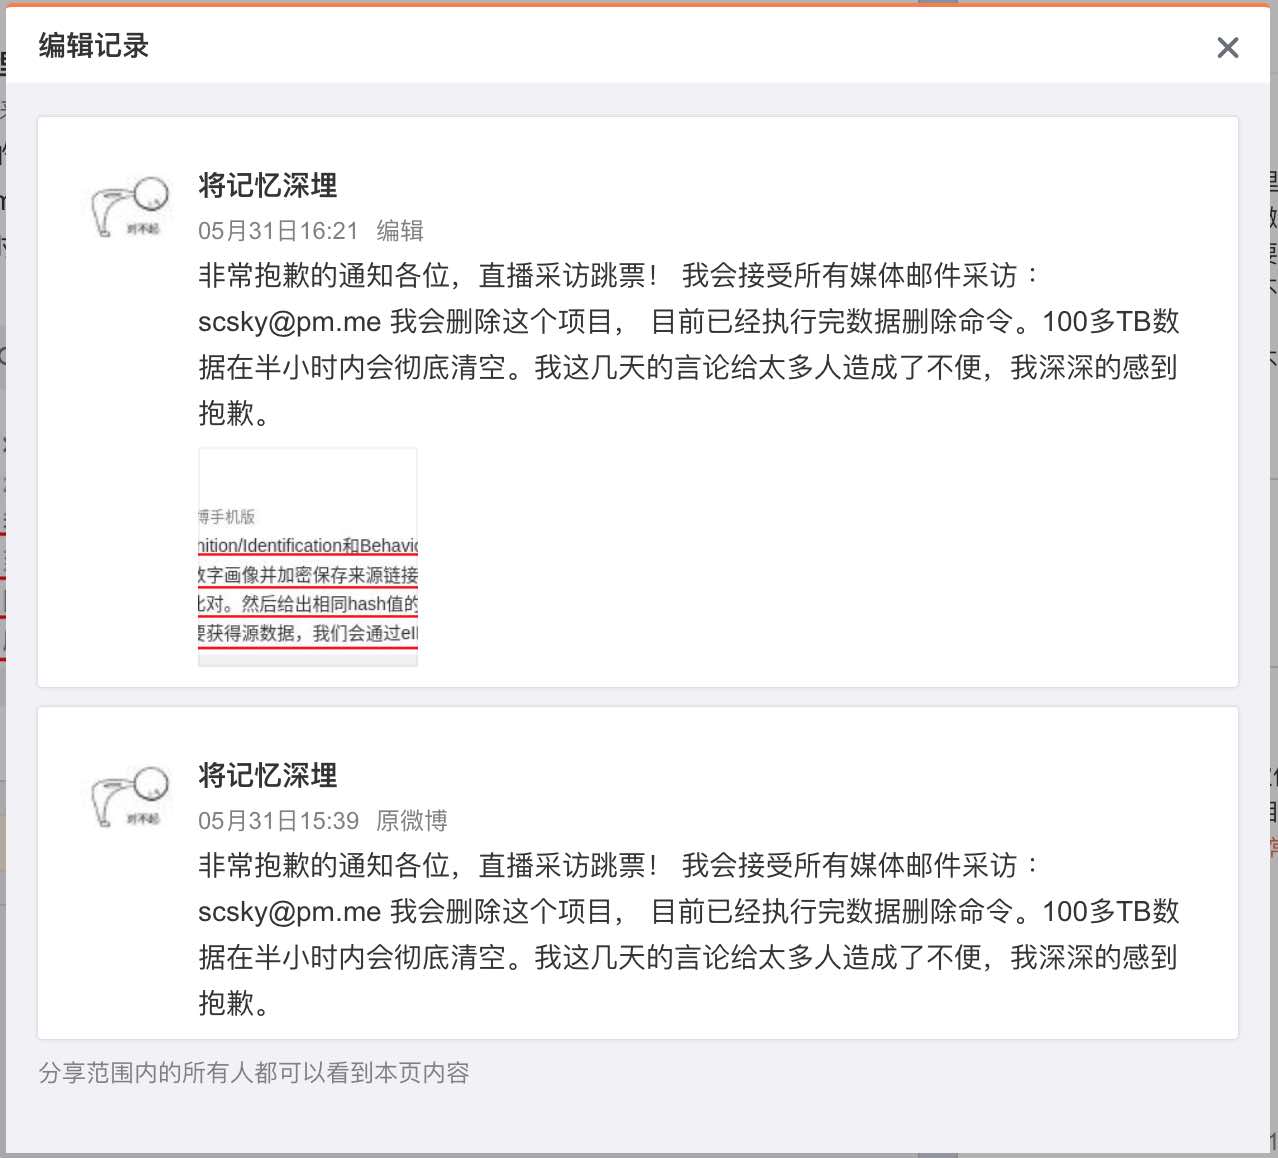 编辑记录
将记忆深埋
对不起
05月31日16:21 编辑
非常抱歉的通知各位，直播采访跳票！ 我会接受所有媒体邮件采访：
scsky@pm.me 我会删除这个项目， 目前已经执行完数据删除命令。100多TB数
据在半小时内会彻底清空。我这几天的言论给太多人造成了不便，我深深的感到
抱歉。
博手机版
nition/Identification和Behavio
数字画像并加密保存来源链接
比对。然后给出相同hash值的
要获得源数据，我们会通过el
将记忆深埋
对不起
05月31日15:39 原微博
非常抱歉的通知各位，直播采访跳票！ 我会接受所有媒体邮件采访：
scsky@pm.me 我会删除这个项目， 目前已经执行完数据删除命令。100多TB数
据在半小时内会彻底清空。我这几天的言论给太多人造成了不便，我深深的感到
抱歉。
分享范围内的所有人都可以看到本页内容